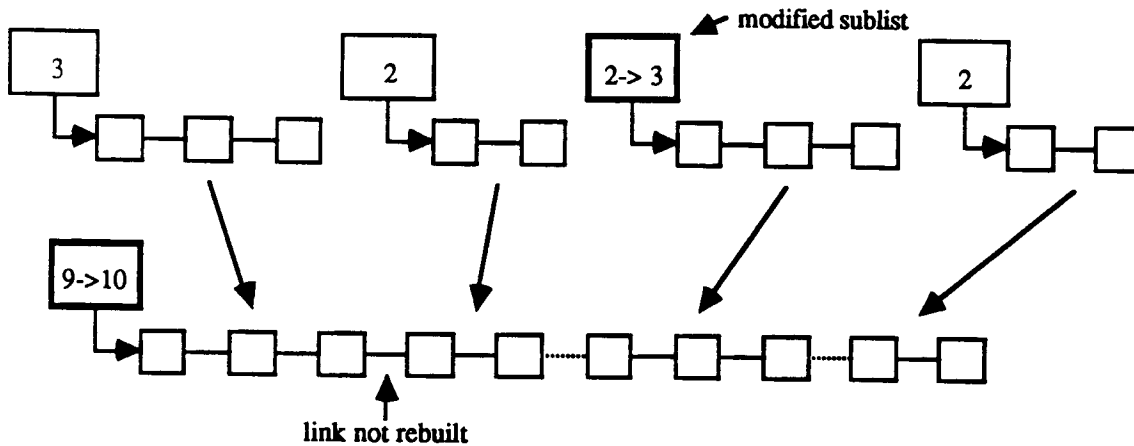 modified sublist
3
2
2-> 3
2
9->10
link not rebuilt